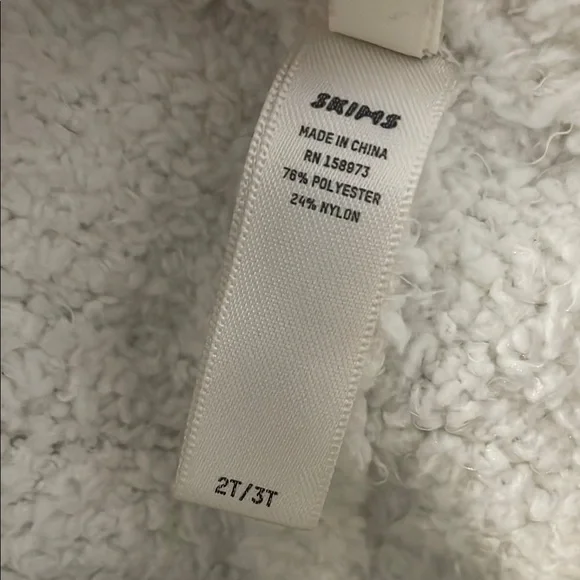 SKIMS
MADE IN CHINA
RN 158973
76% POLYESTER
24% NYLON
2T/3T